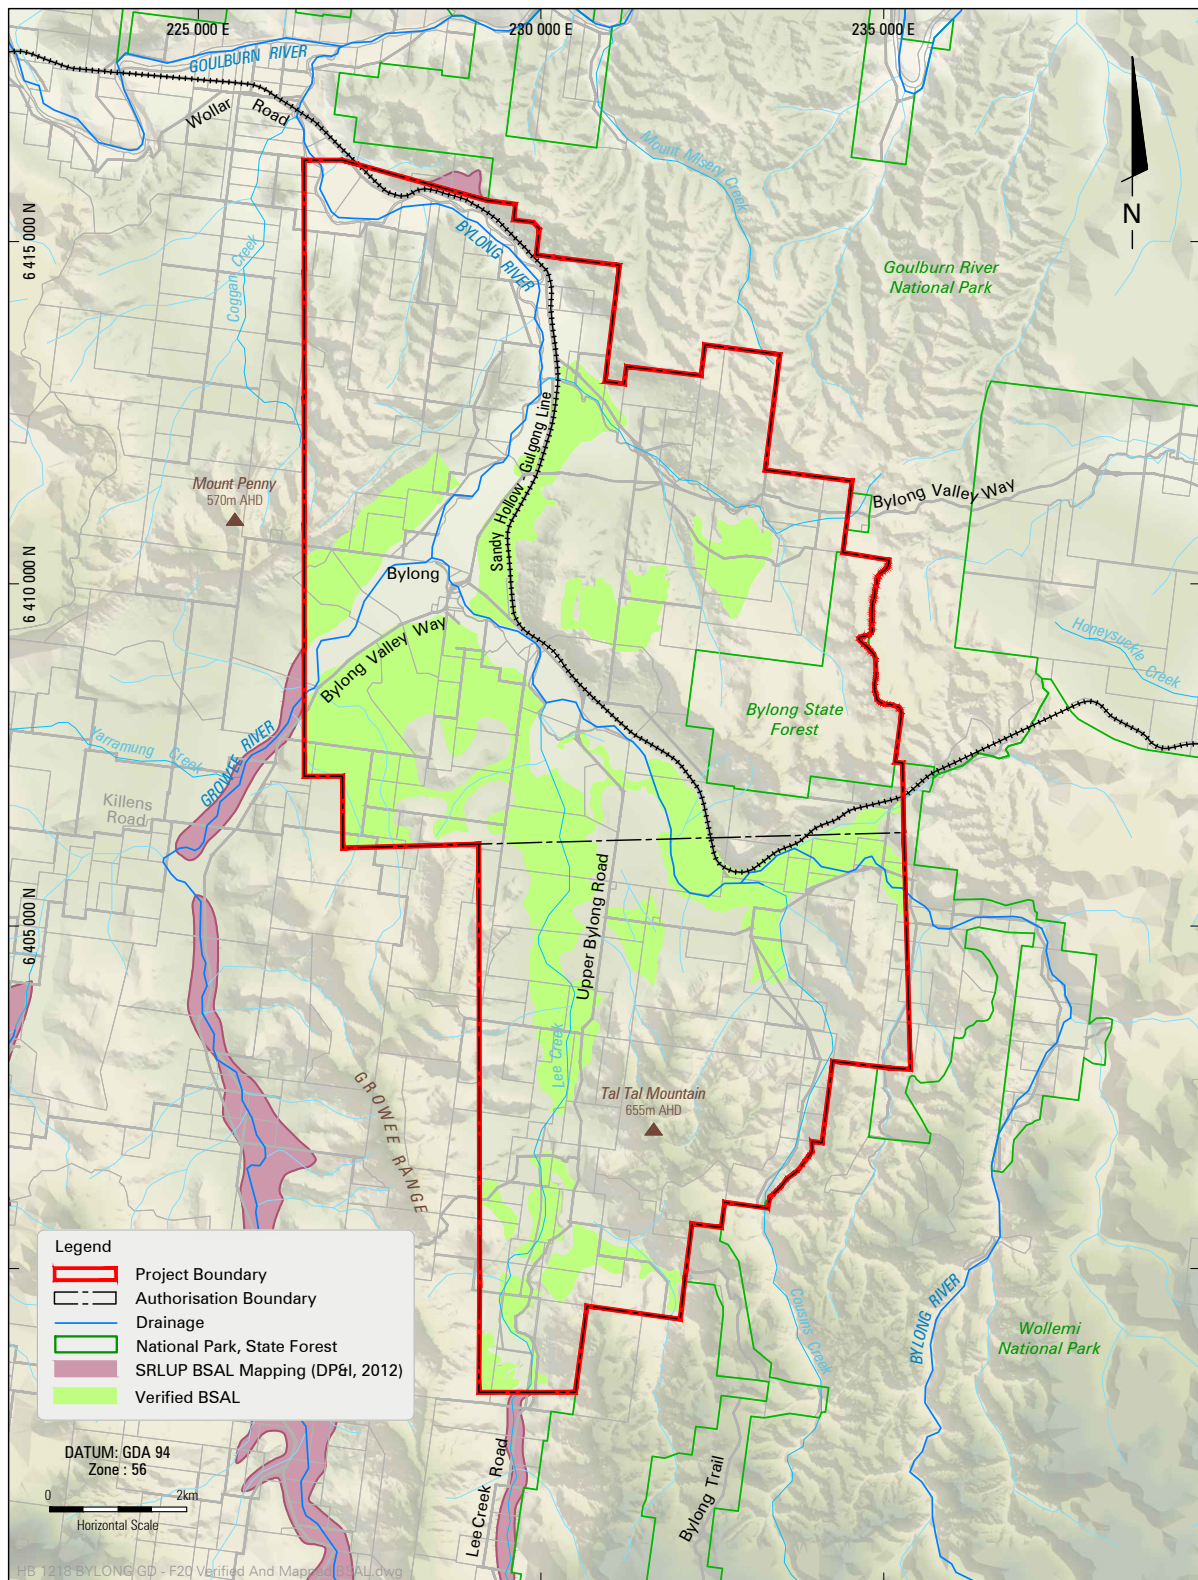 225 000 E
230 000 E
235 000 E
GOULBURN RIVER
Wollar Road
Mount Misery Creek
N
6 415 000 N
Coggan Creek
BYLONG RIVER
Goulburn River
National Park
Sandy Hollow - Gulgong Line
Mount Penny
570m AHD
Bylong Valley Way
6 410 000 N
Bylong
Bylong Valley Way
Honeysuckle Creek
Bylong State
Forest
Yarramung Creek
GROWEE RIVER
Killens
Road
6 405 000 N
Upper Bylong Road
Lee Creek
GROWEE RANGE
Tal Tal Mountain
655m AHD
Legend
Project Boundary
Authorisation Boundary
Drainage
National Park, State Forest
SRLUP BSAL Mapping (DP&I, 2012)
Verified BSAL
Cousins Creek
BYLONG RIVER
Wollemi
National Park
DATUM: GDA 94
Zone : 56
0 2km
Horizontal Scale
Lee Creek Road
Bylong Trail
HB 1218 BYLONG GD - F20 Verified And Mapped BSAL.dwg